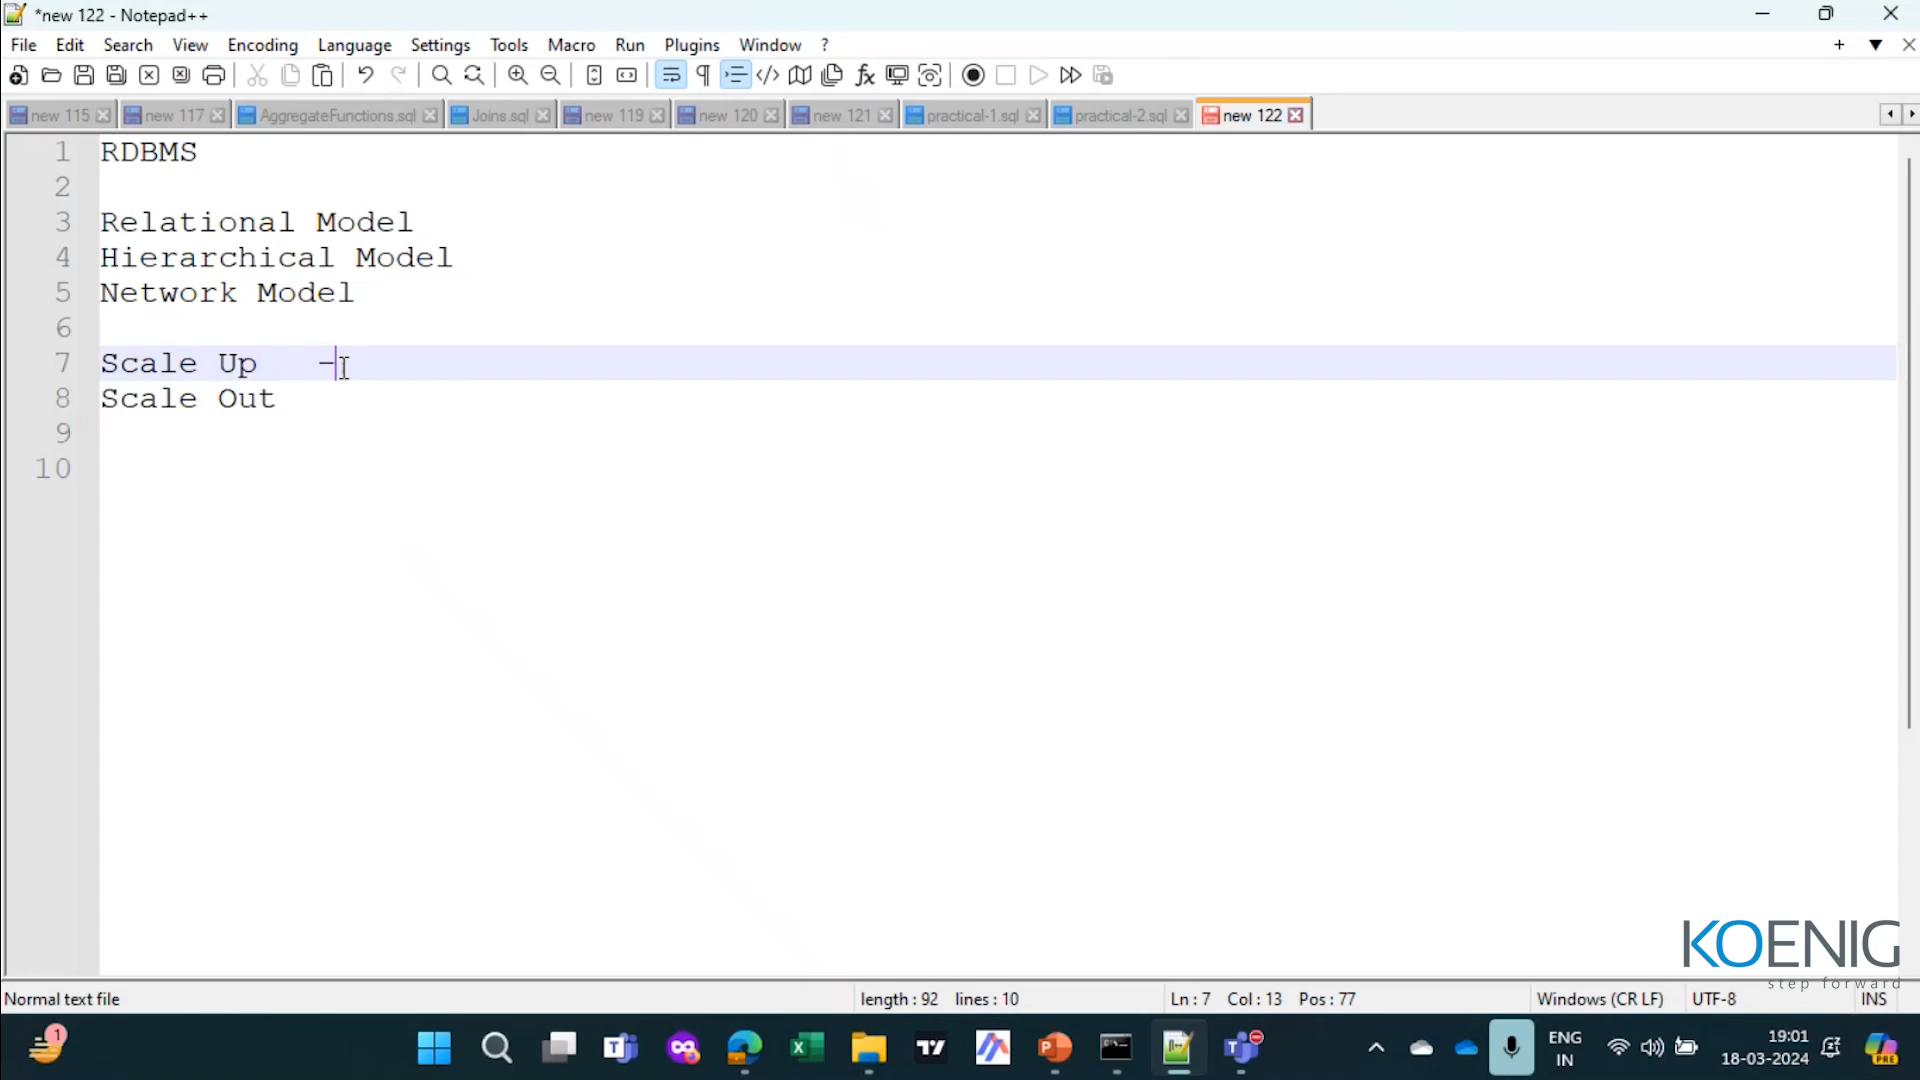 *new 122 - Notepad++
File Edit Search View Encoding Language Settings Tools Macro Run Plugins Window ?
new 115 new 117 AggregateFunctions.sql Joins.sql new 119 new 120 new 121 practical-1.sql practical-2.sql new 122
1 RDBMS
2
3 Relational Model
4 Hierarchical Model
5 Network Model
6
7 Scale Up -
8 Scale Out
9
10
KOENIG
step forward
Normal text file length : 92 lines : 10 Ln : 7 Col : 13 Pos : 77 Windows (CR LF) UTF-8 INS
1 ENG 19:01
IN 18-03-2024 PRE